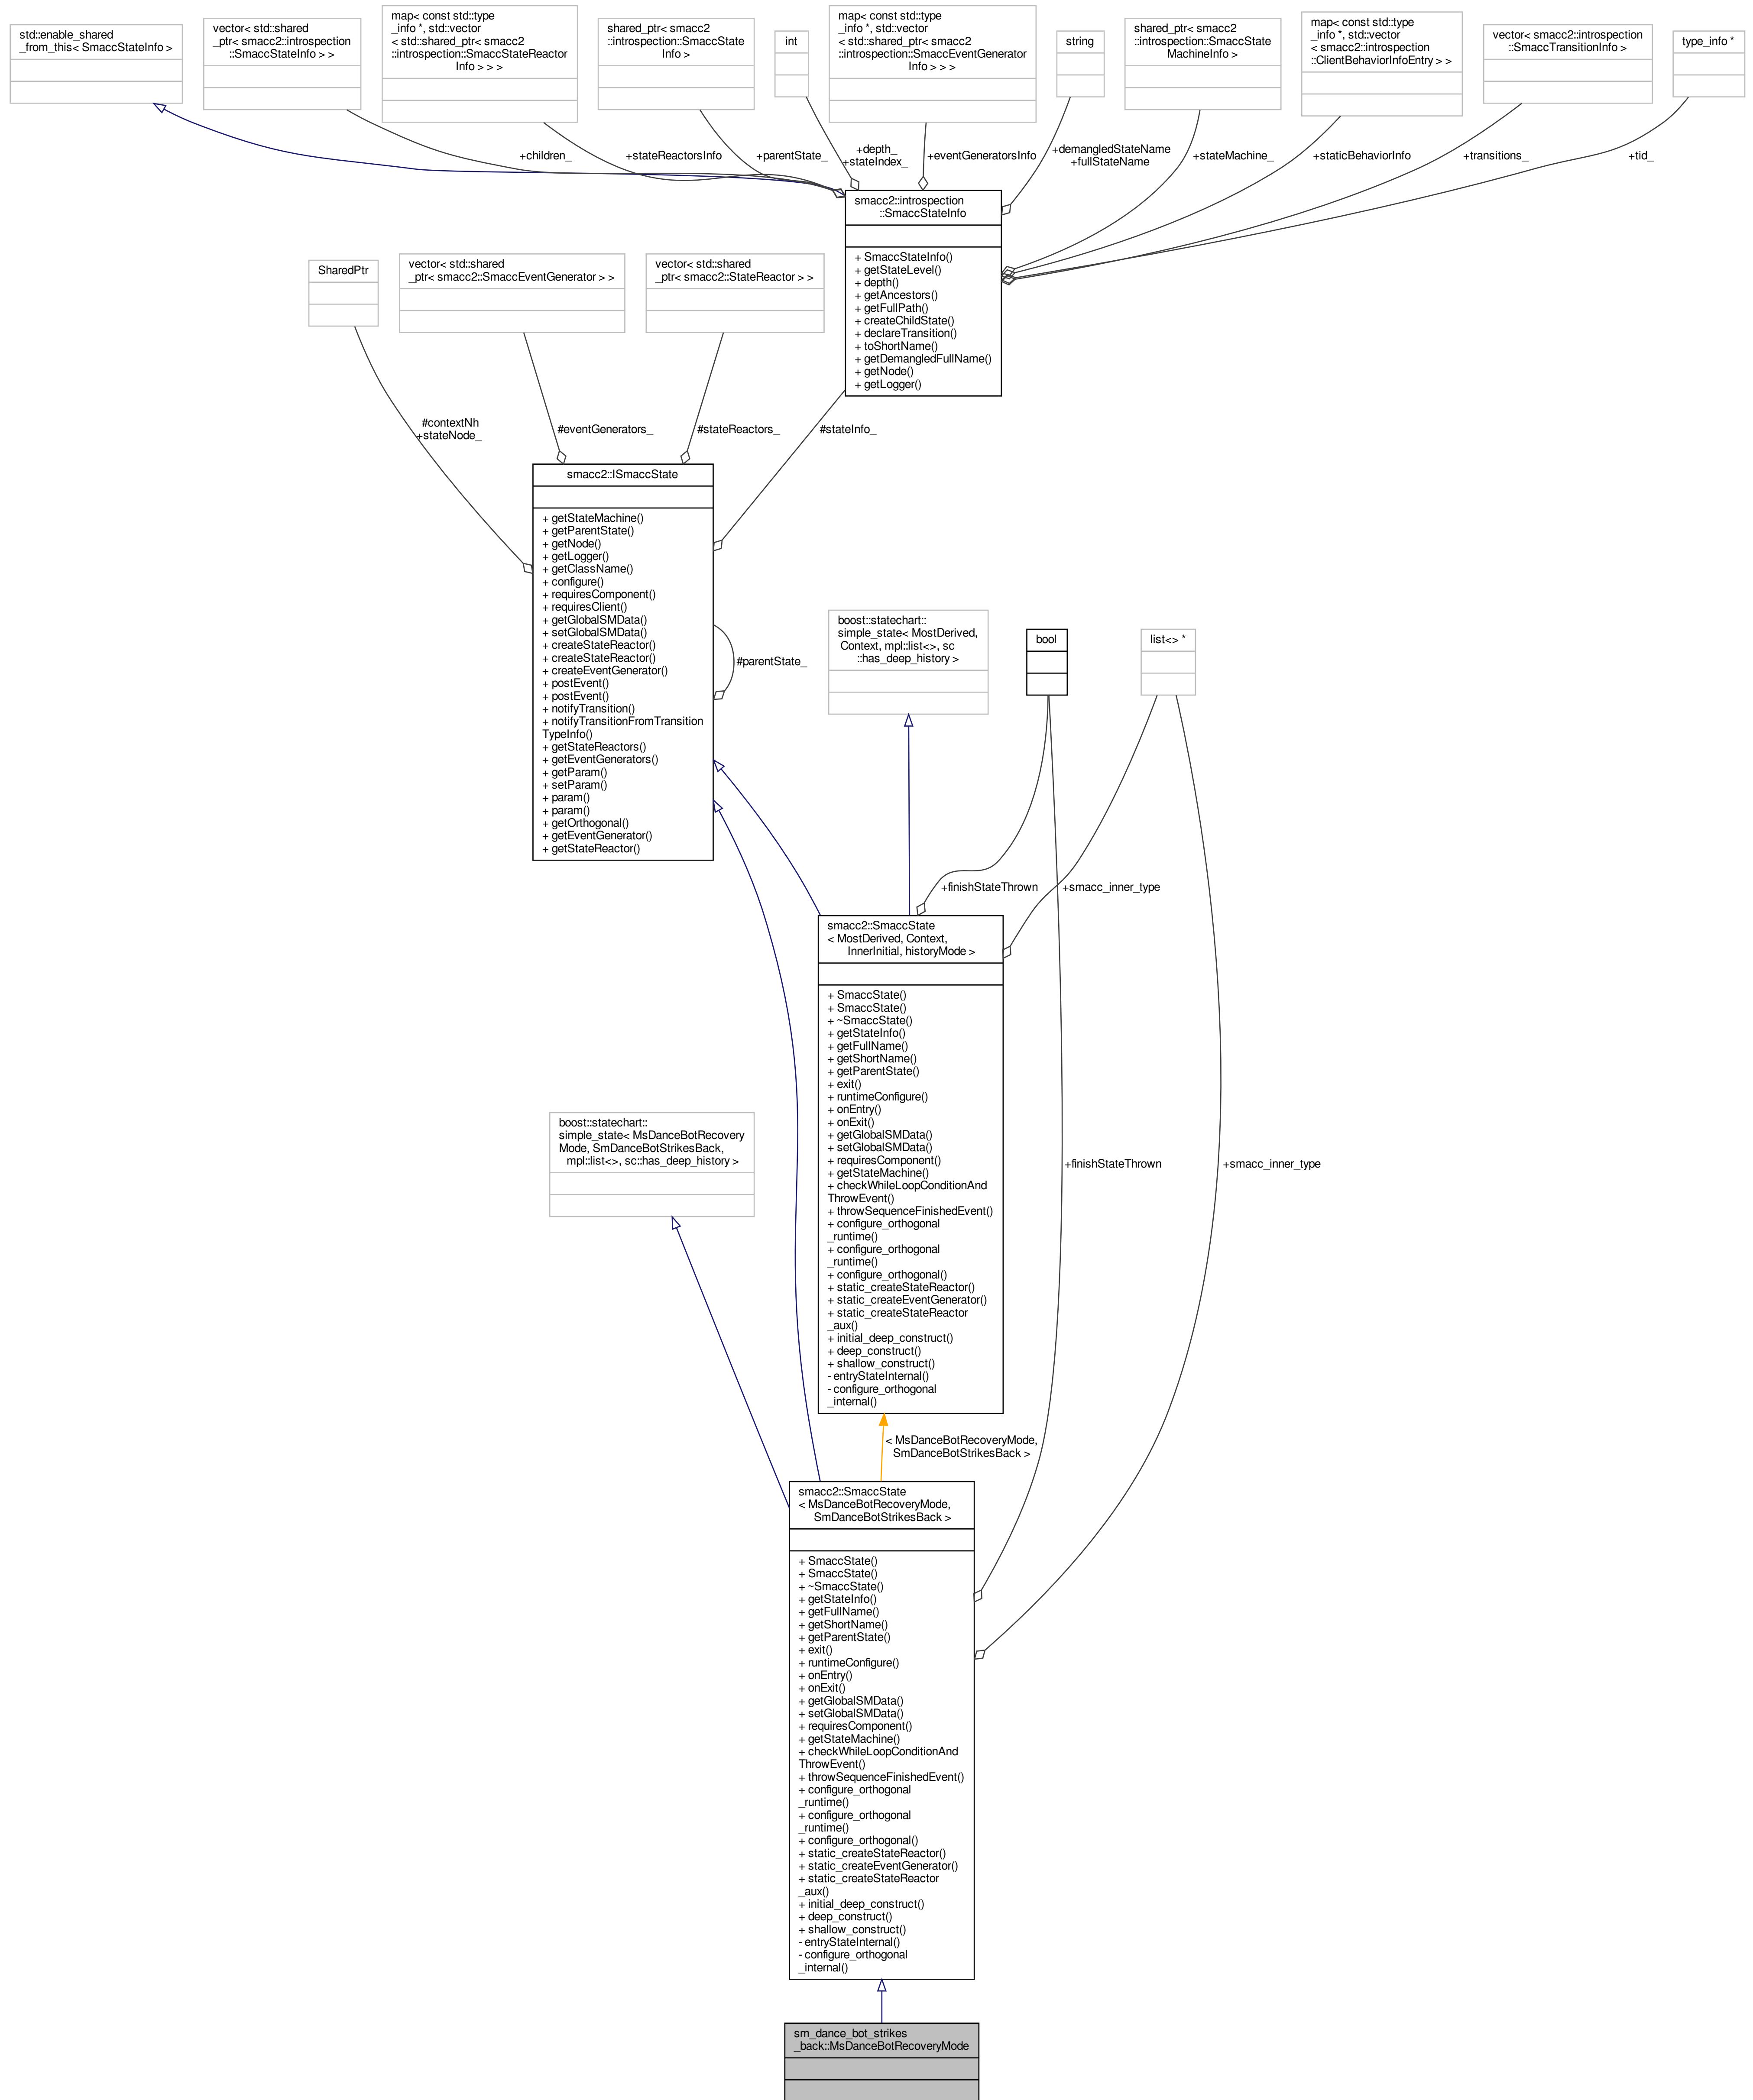 std::enable_shared
_from_this< SmaccStateInfo >
vector< std::shared
_ptr< smacc2::introspection
::SmaccStateInfo > >
map< const std::type
_info *, std::vector
< std::shared_ptr< smacc2
::introspection::SmaccStateReactor
Info > > >
shared_ptr< smacc2
::introspection::SmaccState
Info >
int
map< const std::type
_info *, std::vector
< std::shared_ptr< smacc2
::introspection::SmaccEventGenerator
Info > > >
string
shared_ptr< smacc2
::introspection::SmaccState
MachineInfo >
map< const std::type
_info *, std::vector
< smacc2::introspection
::ClientBehaviorInfoEntry > >
vector< smacc2::introspection
::SmaccTransitionInfo >
type_info *
+children_
+stateReactorsInfo
+parentState_
+depth_
+stateIndex_
+eventGeneratorsInfo
+demangledStateName
+fullStateName
+stateMachine_
+staticBehaviorInfo
+transitions_
+tid_
smacc2::introspection
::SmaccStateInfo
+ SmaccStateInfo()
+ getStateLevel()
+ depth()
+ getAncestors()
+ getFullPath()
+ createChildState()
+ declareTransition()
+ toShortName()
+ getDemangledFullName()
+ getNode()
+ getLogger()
SharedPtr
vector< std::shared
_ptr< smacc2::SmaccEventGenerator > >
vector< std::shared
_ptr< smacc2::StateReactor > >
#contextNh
+stateNode_
#eventGenerators_
#stateReactors_
#stateInfo_
smacc2::ISmaccState
+ getStateMachine()
+ getParentState()
+ getNode()
+ getLogger()
+ getClassName()
+ configure()
+ requiresComponent()
+ requiresClient()
+ getGlobalSMData()
+ setGlobalSMData()
+ createStateReactor()
+ createStateReactor()
+ createEventGenerator()
+ postEvent()
+ postEvent()
+ notifyTransition()
+ notifyTransitionFromTransition
TypeInfo()
+ getStateReactors()
+ getEventGenerators()
+ getParam()
+ setParam()
+ param()
+ param()
+ getOrthogonal()
+ getEventGenerator()
+ getStateReactor()
#parentState_
boost::statechart::
simple_state< MostDerived,
Context, mpl::list<>, sc
::has_deep_history >
bool
list<> *
+finishStateThrown
+smacc_inner_type
smacc2::SmaccState
< MostDerived, Context,
InnerInitial, historyMode >
+ SmaccState()
+ SmaccState()
+ ~SmaccState()
+ getStateInfo()
+ getFullName()
+ getShortName()
+ getParentState()
+ exit()
+ runtimeConfigure()
+ onEntry()
+ onExit()
+ getGlobalSMData()
+ setGlobalSMData()
+ requiresComponent()
+ getStateMachine()
+ checkWhileLoopConditionAnd
ThrowEvent()
+ throwSequenceFinishedEvent()
+ configure_orthogonal
_runtime()
+ configure_orthogonal
_runtime()
+ configure_orthogonal()
+ static_createStateReactor()
+ static_createEventGenerator()
+ static_createStateReactor
_aux()
+ initial_deep_construct()
+ deep_construct()
+ shallow_construct()
- entryStateInternal()
- configure_orthogonal
_internal()
boost::statechart::
simple_state< MsDanceBotRecovery
Mode, SmDanceBotStrikesBack,
mpl::list<>, sc::has_deep_history >
+finishStateThrown
+smacc_inner_type
< MsDanceBotRecoveryMode,
SmDanceBotStrikesBack >
smacc2::SmaccState
< MsDanceBotRecoveryMode,
SmDanceBotStrikesBack >
+ SmaccState()
+ SmaccState()
+ ~SmaccState()
+ getStateInfo()
+ getFullName()
+ getShortName()
+ getParentState()
+ exit()
+ runtimeConfigure()
+ onEntry()
+ onExit()
+ getGlobalSMData()
+ setGlobalSMData()
+ requiresComponent()
+ getStateMachine()
+ checkWhileLoopConditionAnd
ThrowEvent()
+ throwSequenceFinishedEvent()
+ configure_orthogonal
_runtime()
+ configure_orthogonal
_runtime()
+ configure_orthogonal()
+ static_createStateReactor()
+ static_createEventGenerator()
+ static_createStateReactor
_aux()
+ initial_deep_construct()
+ deep_construct()
+ shallow_construct()
- entryStateInternal()
- configure_orthogonal
_internal()
sm_dance_bot_strikes
_back::MsDanceBotRecoveryMode